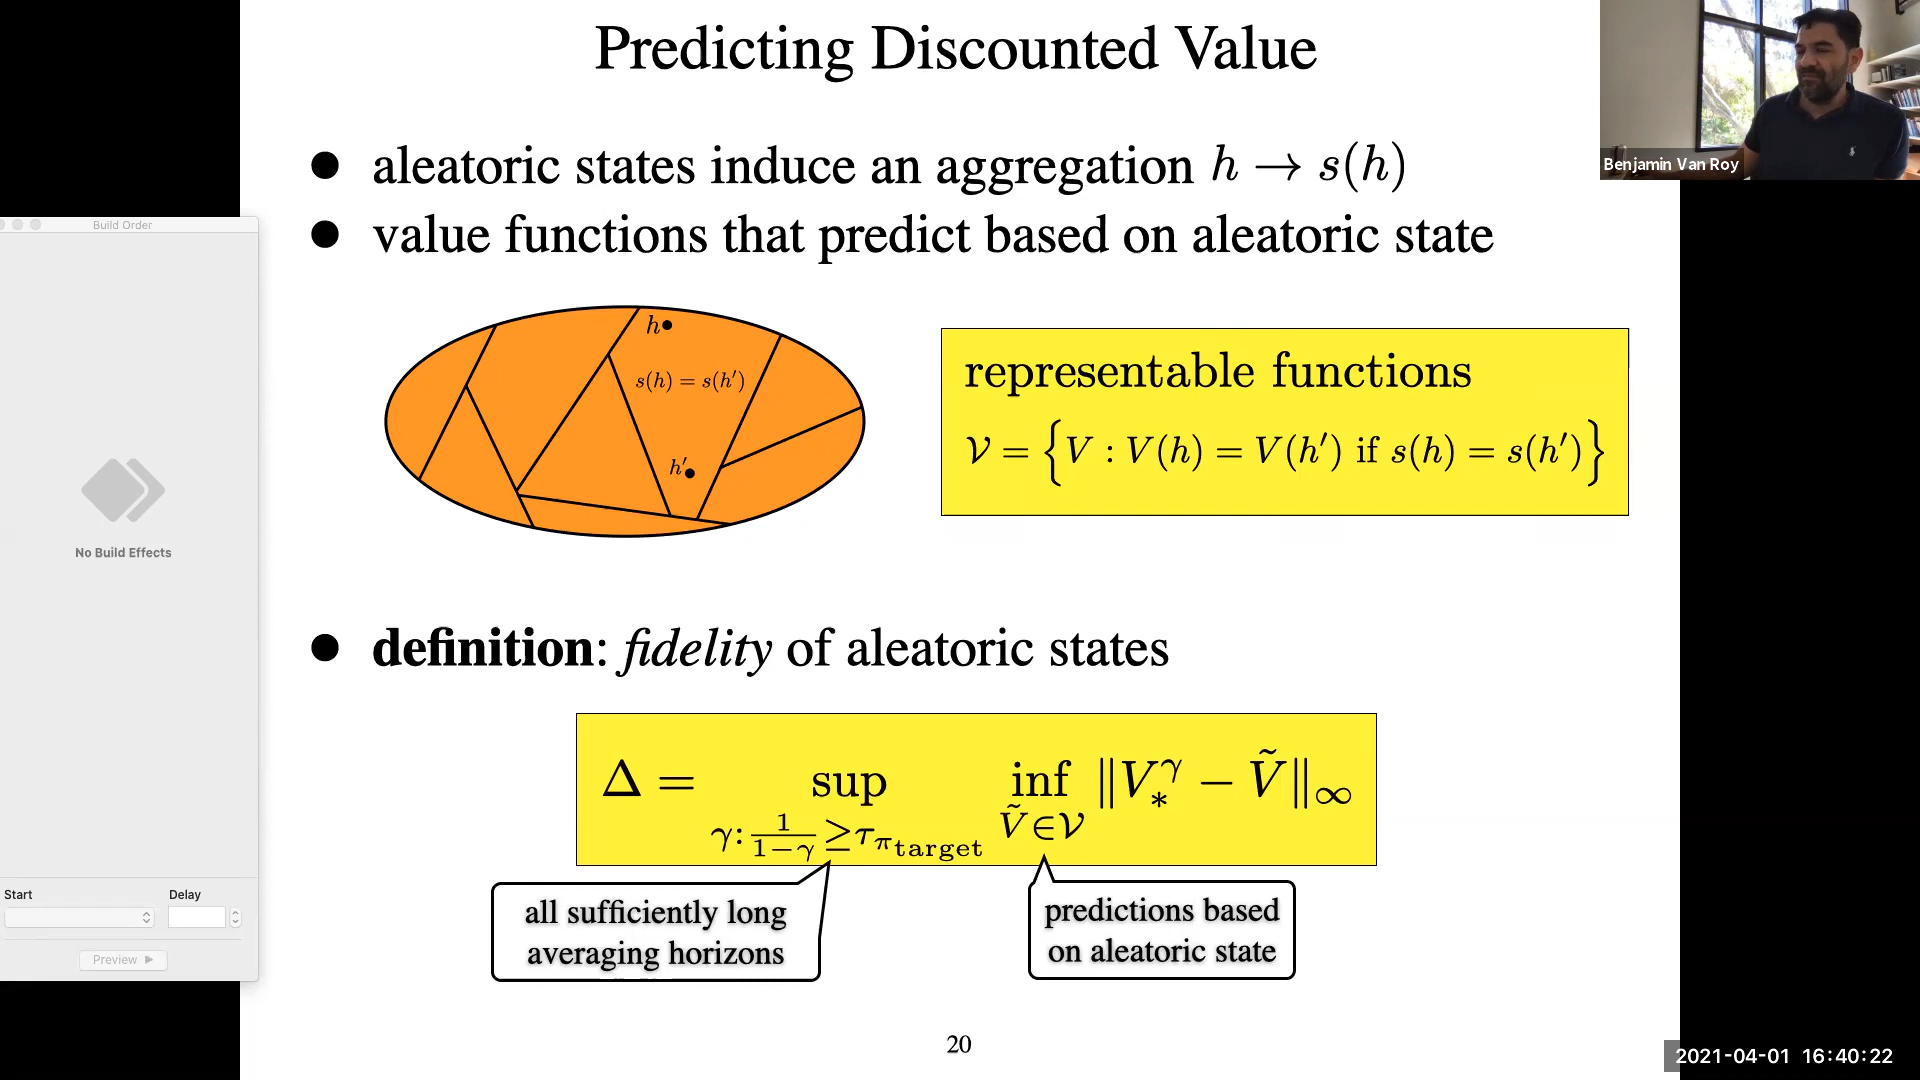 Predicting Discounted Value
● aleatoric states induce an aggregation h → s(h)
● value functions that predict based on aleatoric state
Benjamin Van Roy
Build Order
No Build Effects
Start Delay
Preview ▶
h
s(h) = s(h′)
h′
representable functions
𝒱 = {V : V(h) = V(h′) if s(h) = s(h′)}
● definition: fidelity of aleatoric states
Δ = sup inf ‖V_*^γ − Ṽ‖_∞
γ: 1/(1−γ) ≥ τ_{π_target} Ṽ∈𝒱
all sufficiently long
averaging horizons
predictions based
on aleatoric state
20
2021-04-01 16:40:22